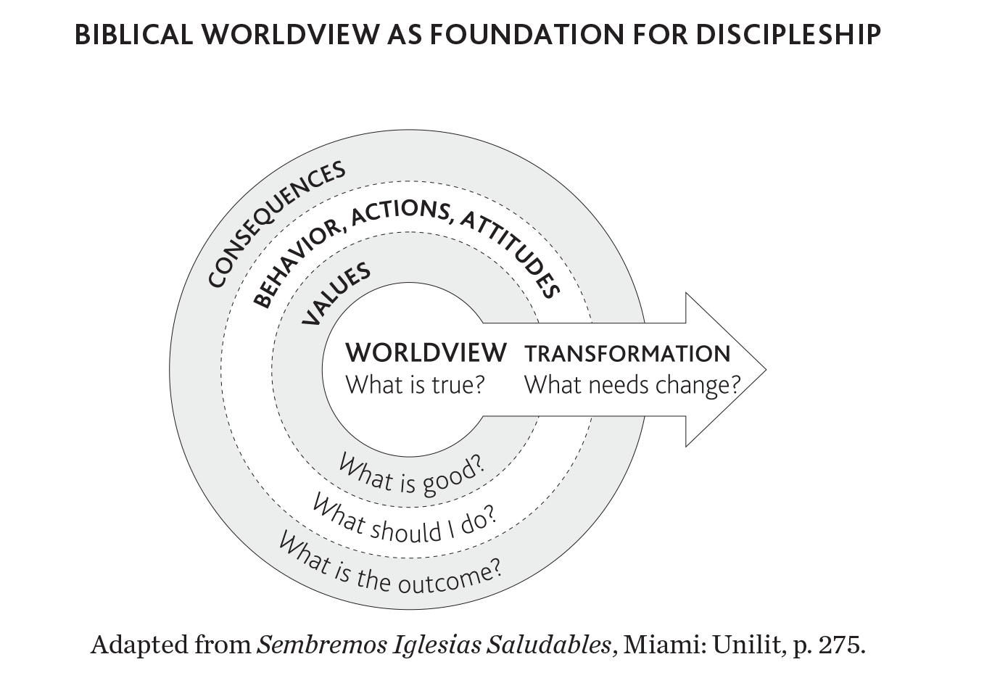 BIBLICAL WORLDVIEW AS FOUNDATION FOR DISCIPLESHIP
CONSEQUENCES
BEHAVIOR, ACTIONS, ATTITUDES
VALUES
WORLDVIEW
What is true?
TRANSFORMATION
What needs change?
What is good?
What should I do?
What is the outcome?
Adapted from Sembremos Iglesias Saludables, Miami: Unilit, p. 275.